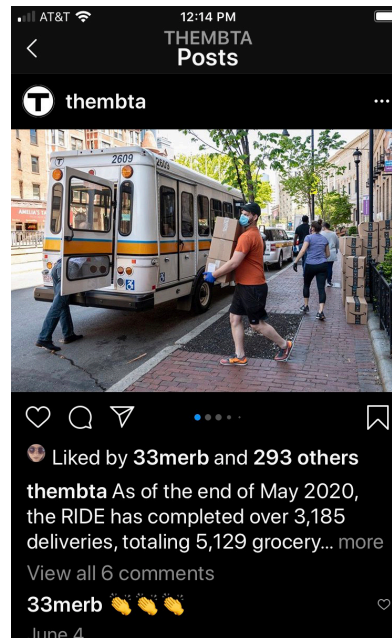 AT&T 12:14 PM
THEMBTA
Posts
T thembta
2609
T
Liked by 33merb and 293 others
thembta As of the end of May 2020,
the RIDE has completed over 3,185
deliveries, totaling 5,129 grocery... more
View all 6 comments
33merb 👏👏👏
June 4